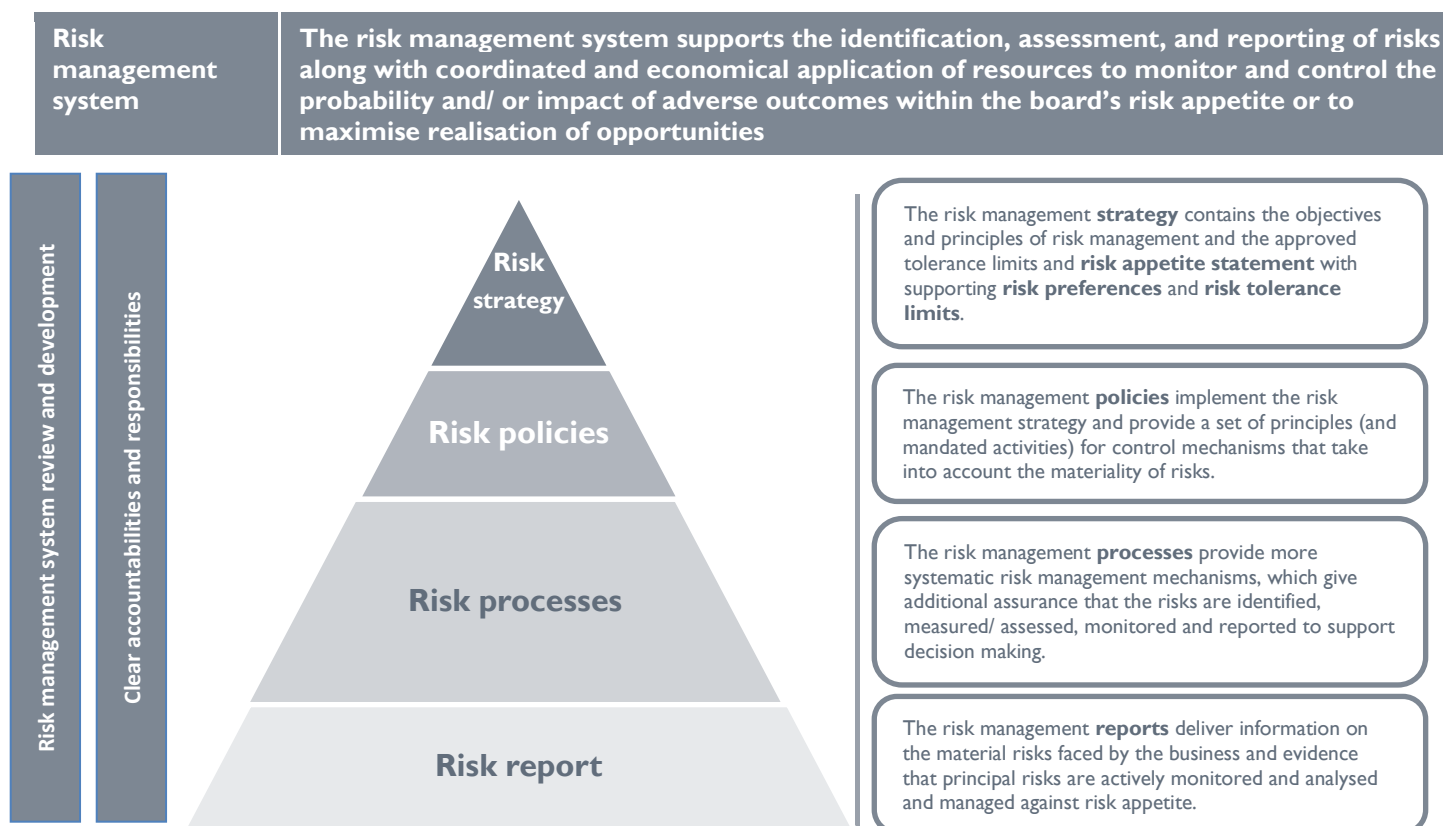 Risk
management
system
The risk management system supports the identification, assessment, and reporting of risks
along with coordinated and economical application of resources to monitor and control the
probability and/ or impact of adverse outcomes within the board’s risk appetite or to
maximise realisation of opportunities
Risk management system review and development
Clear accountabilities and responsibilities
Risk
strategy
The risk management strategy contains the objectives
and principles of risk management and the approved
tolerance limits and risk appetite statement with
supporting risk preferences and risk tolerance
limits.
Risk policies
The risk management policies implement the risk
management strategy and provide a set of principles (and
mandated activities) for control mechanisms that take
into account the materiality of risks.
Risk processes
The risk management processes provide more
systematic risk management mechanisms, which give
additional assurance that the risks are identified,
measured/ assessed, monitored and reported to support
decision making.
Risk report
The risk management reports deliver information on
the material risks faced by the business and evidence
that principal risks are actively monitored and analysed
and managed against risk appetite.